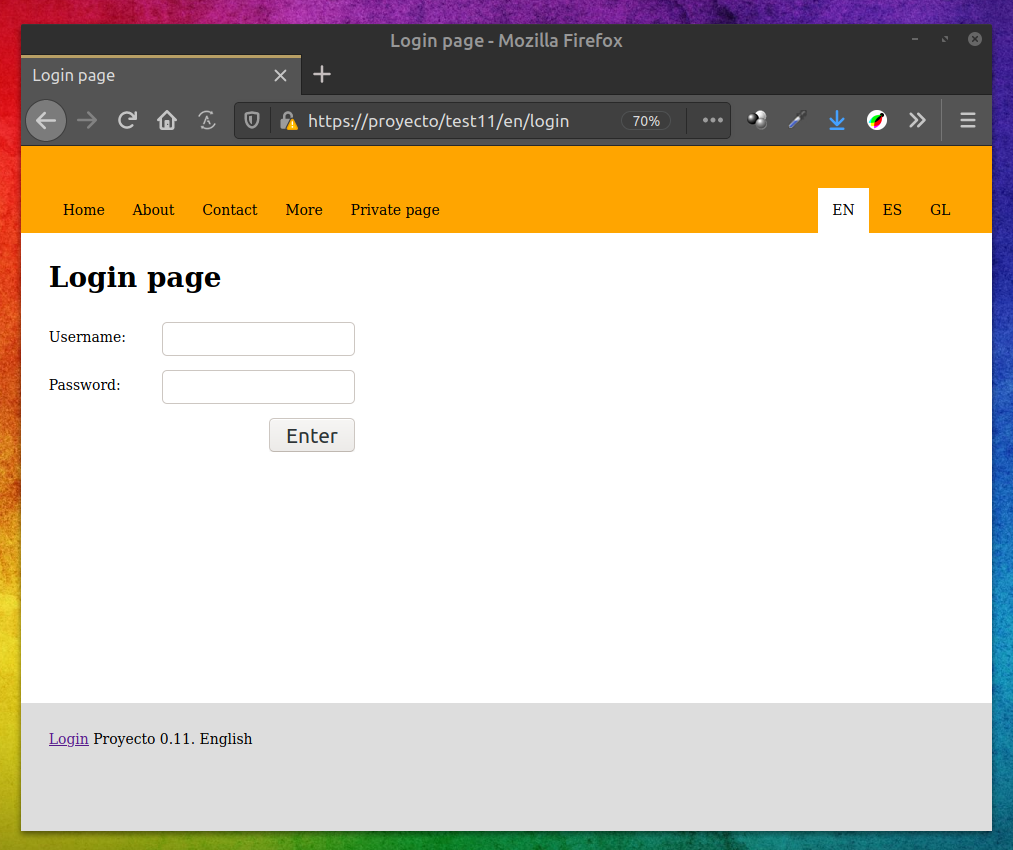 Login page - Mozilla Firefox
Login page
https://proyecto/test11/en/login 70%
Home About Contact More Private page EN ES GL
Login page
Username:
Password:
Enter
Login Proyecto 0.11. English